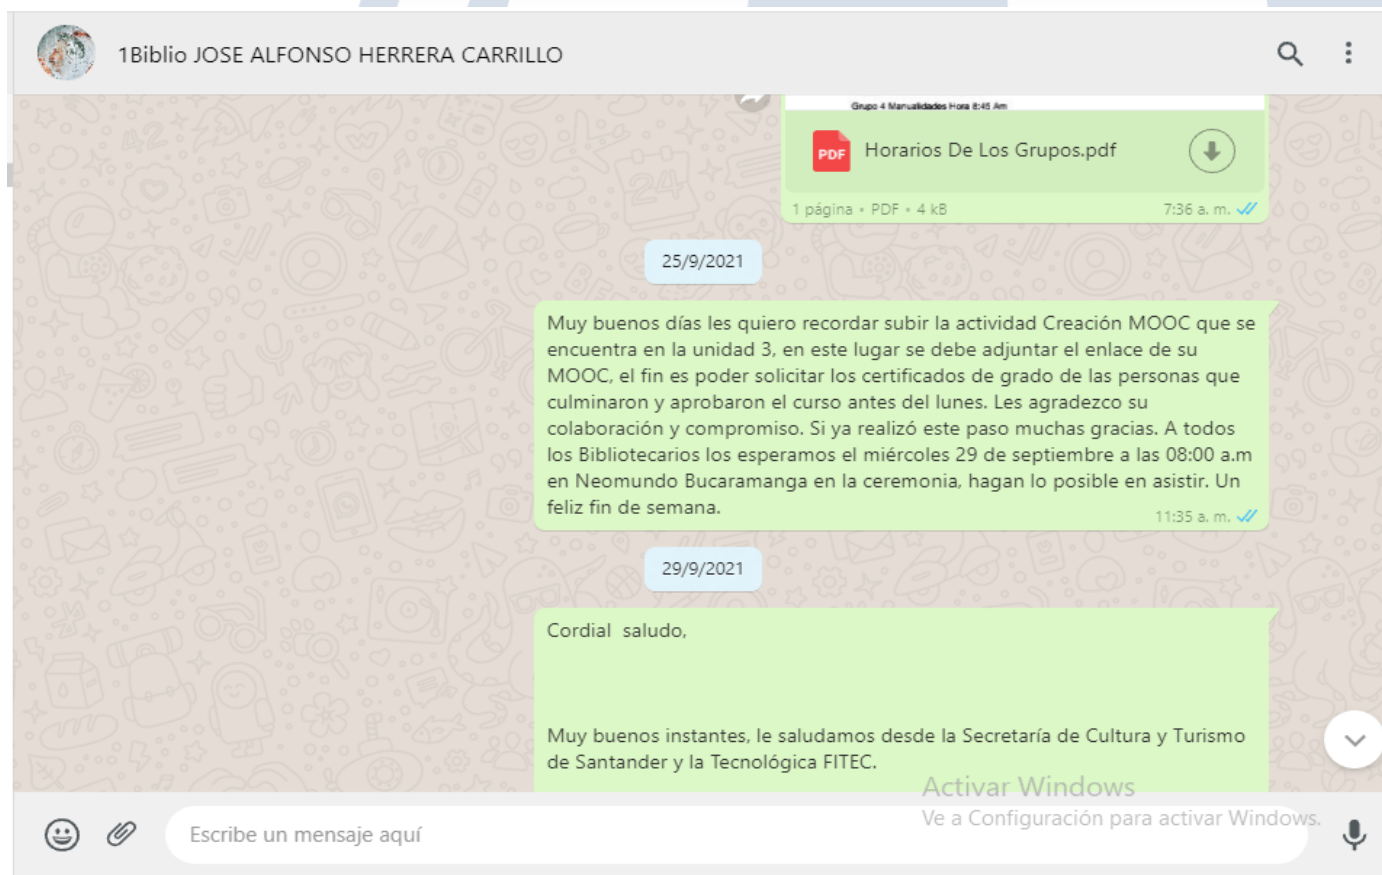 1Biblio JOSE ALFONSO HERRERA CARRILLO
Grupo 4 Manualidades Hora 8:45 Am
PDF
Horarios De Los Grupos.pdf
1 página • PDF • 4 kB
7:36 a. m.
25/9/2021
Muy buenos días les quiero recordar subir la actividad Creación MOOC que se
encuentra en la unidad 3, en este lugar se debe adjuntar el enlace de su
MOOC, el fin es poder solicitar los certificados de grado de las personas que
culminaron y aprobaron el curso antes del lunes. Les agradezco su
colaboración y compromiso. Si ya realizó este paso muchas gracias. A todos
los Bibliotecarios los esperamos el miércoles 29 de septiembre a las 08:00 a.m
en Neomundo Bucaramanga en la ceremonia, hagan lo posible en asistir. Un
feliz fin de semana.
11:35 a. m.
29/9/2021
Cordial  saludo,
Muy buenos instantes, le saludamos desde la Secretaría de Cultura y Turismo
de Santander y la Tecnológica FITEC.
Activar Windows
Ve a Configuración para activar Windows.
Escribe un mensaje aquí